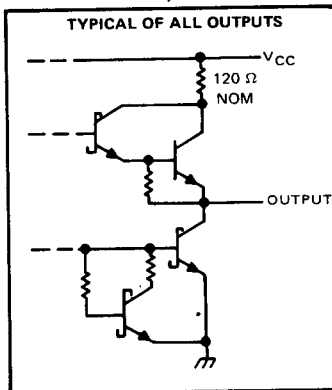 TYPICAL OF ALL OUTPUTS
VCC
120 Ω
NOM
OUTPUT